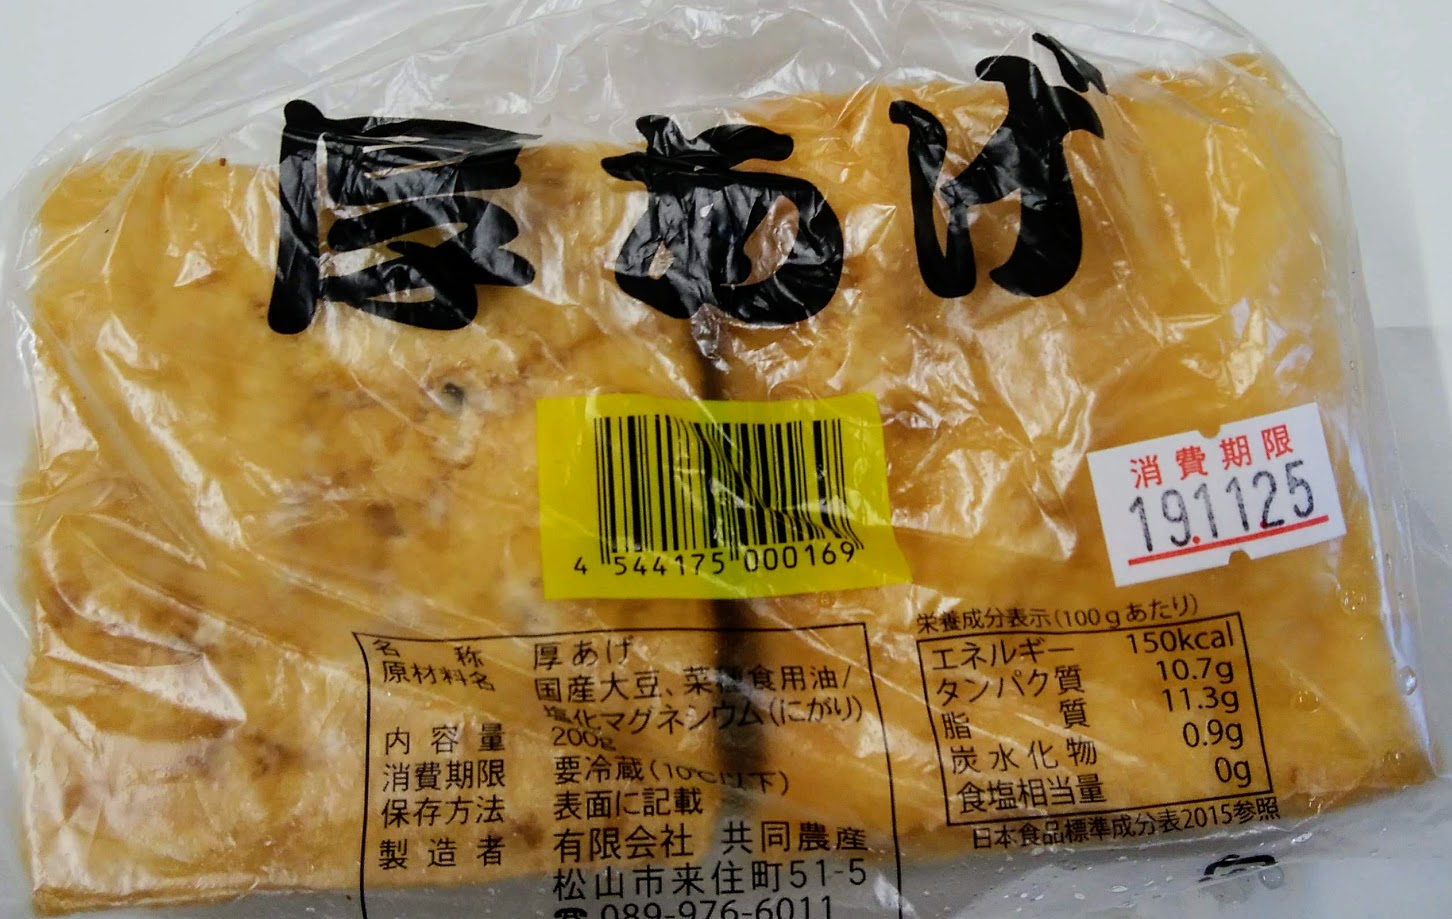 厚あげ
4 544175 000169
消費期限
19.11.25
名称 厚あげ
原材料名 国産大豆、菜種食用油/
塩化マグネシウム(にがり)
内容量 200g
消費期限 要冷蔵(10℃以下)
保存方法 表面に記載
製造者 有限会社 共同農産
松山市来住町51-5
☎ 089-976-6011
栄養成分表示(100gあたり)
エネルギー 150kcal
タンパク質 10.7g
脂質 11.3g
炭水化物 0.9g
食塩相当量 0g
日本食品標準成分表2015参照